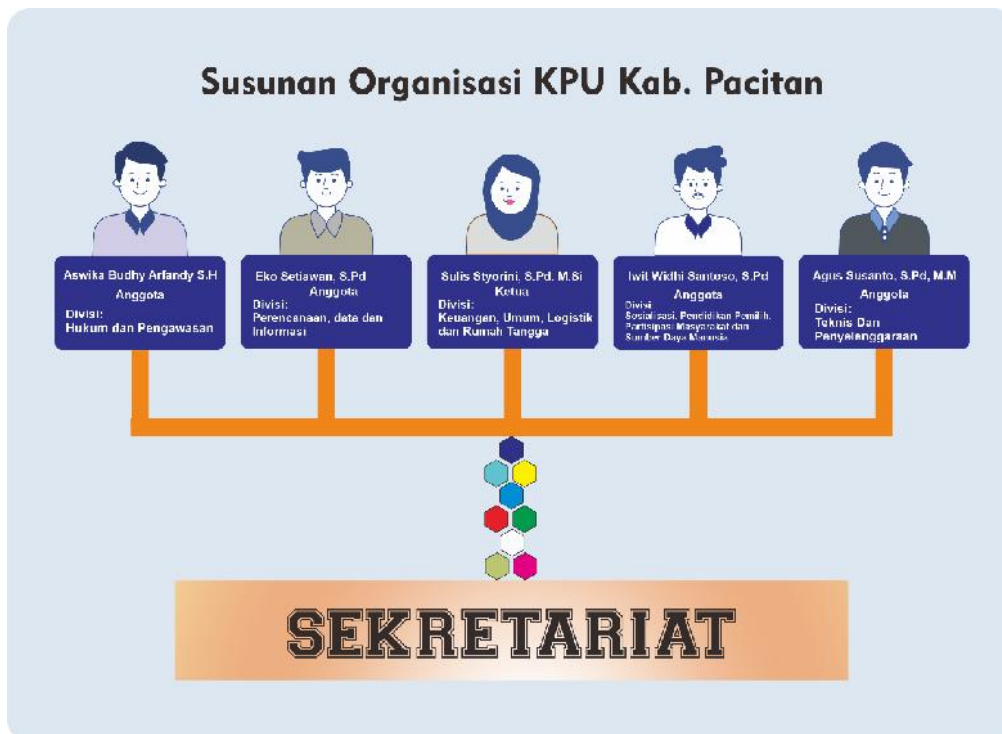 Susunan Organisasi KPU Kab. Pacitan
Aswika Budhy Arfandy S.H
Anggota
Divisi:
Hukum dan Pengawasan
Eko Setiawan, S.Pd
Anggota
Divisi:
Perencanaan, data dan
Informasi
Sulis Styorini, S.Pd. M.Si
Ketua
Divisi:
Keuangan, Umum, Logistik
dan Rumah Tangga
Iwit Widhi Santoso, S.Pd
Anggota
Divisi:
Sosialisasi, Pendidikan Pemilih,
Partisipasi Masyarakat dan
Sumber Daya Manusia
Agus Susanto, S.Pd, M.M
Anggota
Divisi:
Teknis Dan
Penyelenggaraan
SEKRETARIAT